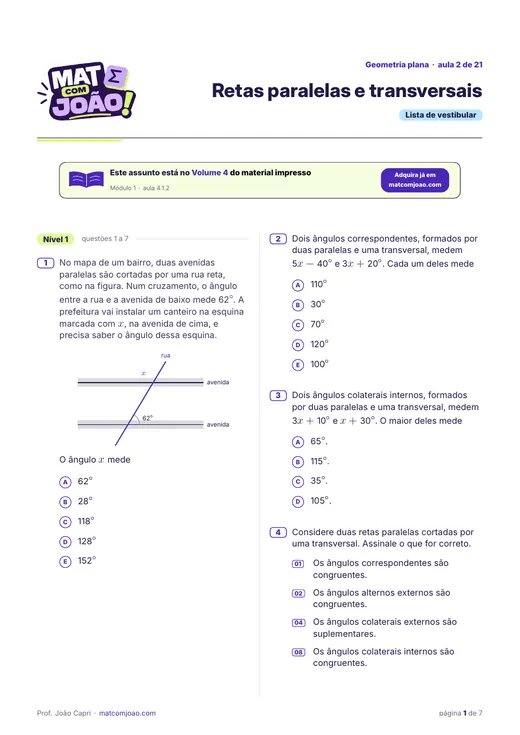 MAT
COM
JOÃO!
Geometria plana · aula 2 de 21
Retas paralelas e transversais
Lista de vestibular
Este assunto está no Volume 4 do material impresso
Módulo 1 · aula 4.1.2
Adquira já em
matcomjoao.com
Nível 1 questões 1 a 7
1 No mapa de um bairro, duas avenidas
paralelas são cortadas por uma rua reta,
como na figura. Num cruzamento, o ângulo
entre a rua e a avenida de baixo mede 62°. A
prefeitura vai instalar um canteiro na esquina
marcada com x, na avenida de cima, e
precisa saber o ângulo dessa esquina.
rua
x
avenida
62°
avenida
O ângulo x mede
A 62°
B 28°
C 118°
D 128°
E 152°
2 Dois ângulos correspondentes, formados por
duas paralelas e uma transversal, medem
5x − 40° e 3x + 20°. Cada um deles mede
A 110°
B 30°
C 70°
D 120°
E 100°
3 Dois ângulos colaterais internos, formados
por duas paralelas e uma transversal, medem
3x + 10° e x + 30°. O maior deles mede
A 65°.
B 115°.
C 35°.
D 105°.
4 Considere duas retas paralelas cortadas por
uma transversal. Assinale o que for correto.
01 Os ângulos correspondentes são
congruentes.
02 Os ângulos alternos externos são
congruentes.
04 Os ângulos colaterais externos são
suplementares.
08 Os ângulos colaterais internos são
congruentes.
Prof. João Capri · matcomjoao.com
página 1 de 7